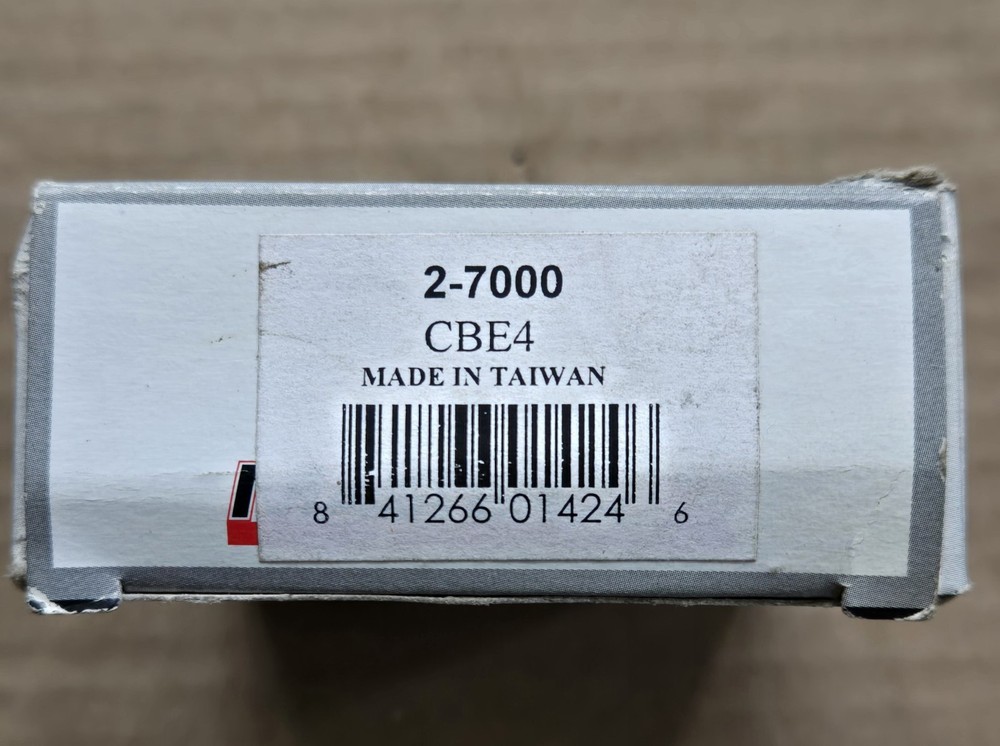 2-7000
CBE4
MADE IN TAIWAN
8 41266 01424 6